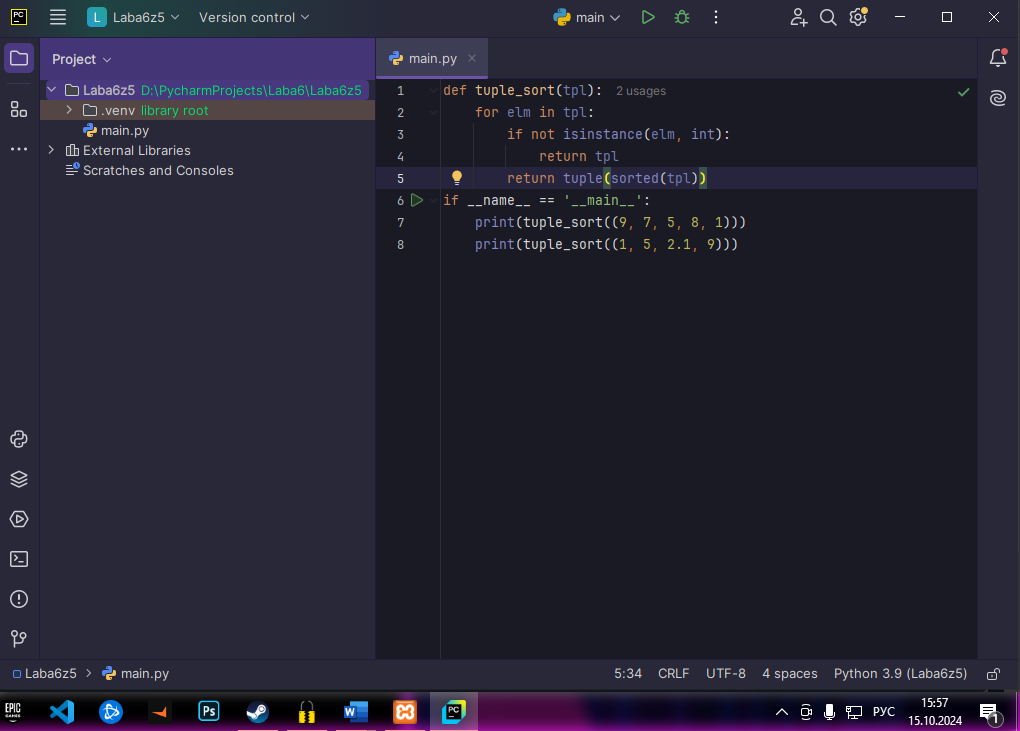 PC L Laba6z5 Version control main
Project main.py
Laba6z5 D:\PycharmProjects\Laba6\Laba6z5
.venv library root
main.py
External Libraries
Scratches and Consoles
1 def tuple_sort(tpl): 2 usages
2 for elm in tpl:
3 if not isinstance(elm, int):
4 return tpl
5 return tuple(sorted(tpl))
6 if __name__ == '__main__':
7 print(tuple_sort((9, 7, 5, 8, 1)))
8 print(tuple_sort((1, 5, 2.1, 9)))
Laba6z5 main.py 5:34 CRLF UTF-8 4 spaces Python 3.9 (Laba6z5)
EPIC GAMES Ps W PC РУС 15:57
15.10.2024 1